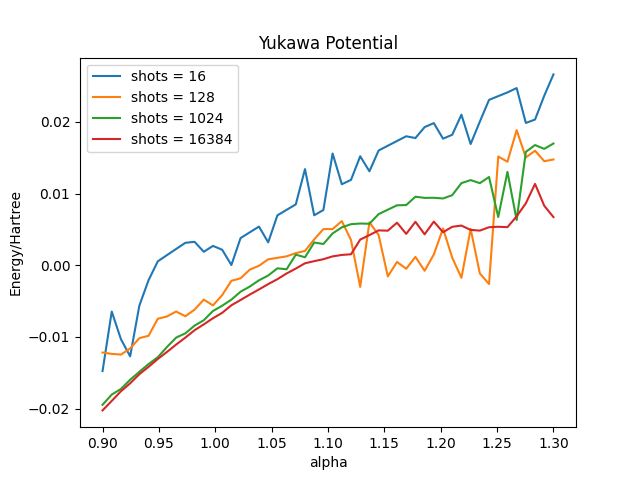 Yukawa Potential
shots = 16
shots = 128
shots = 1024
shots = 16384
Energy/Hartree
0.02
0.01
0.00
−0.01
−0.02
0.90 0.95 1.00 1.05 1.10 1.15 1.20 1.25 1.30
alpha